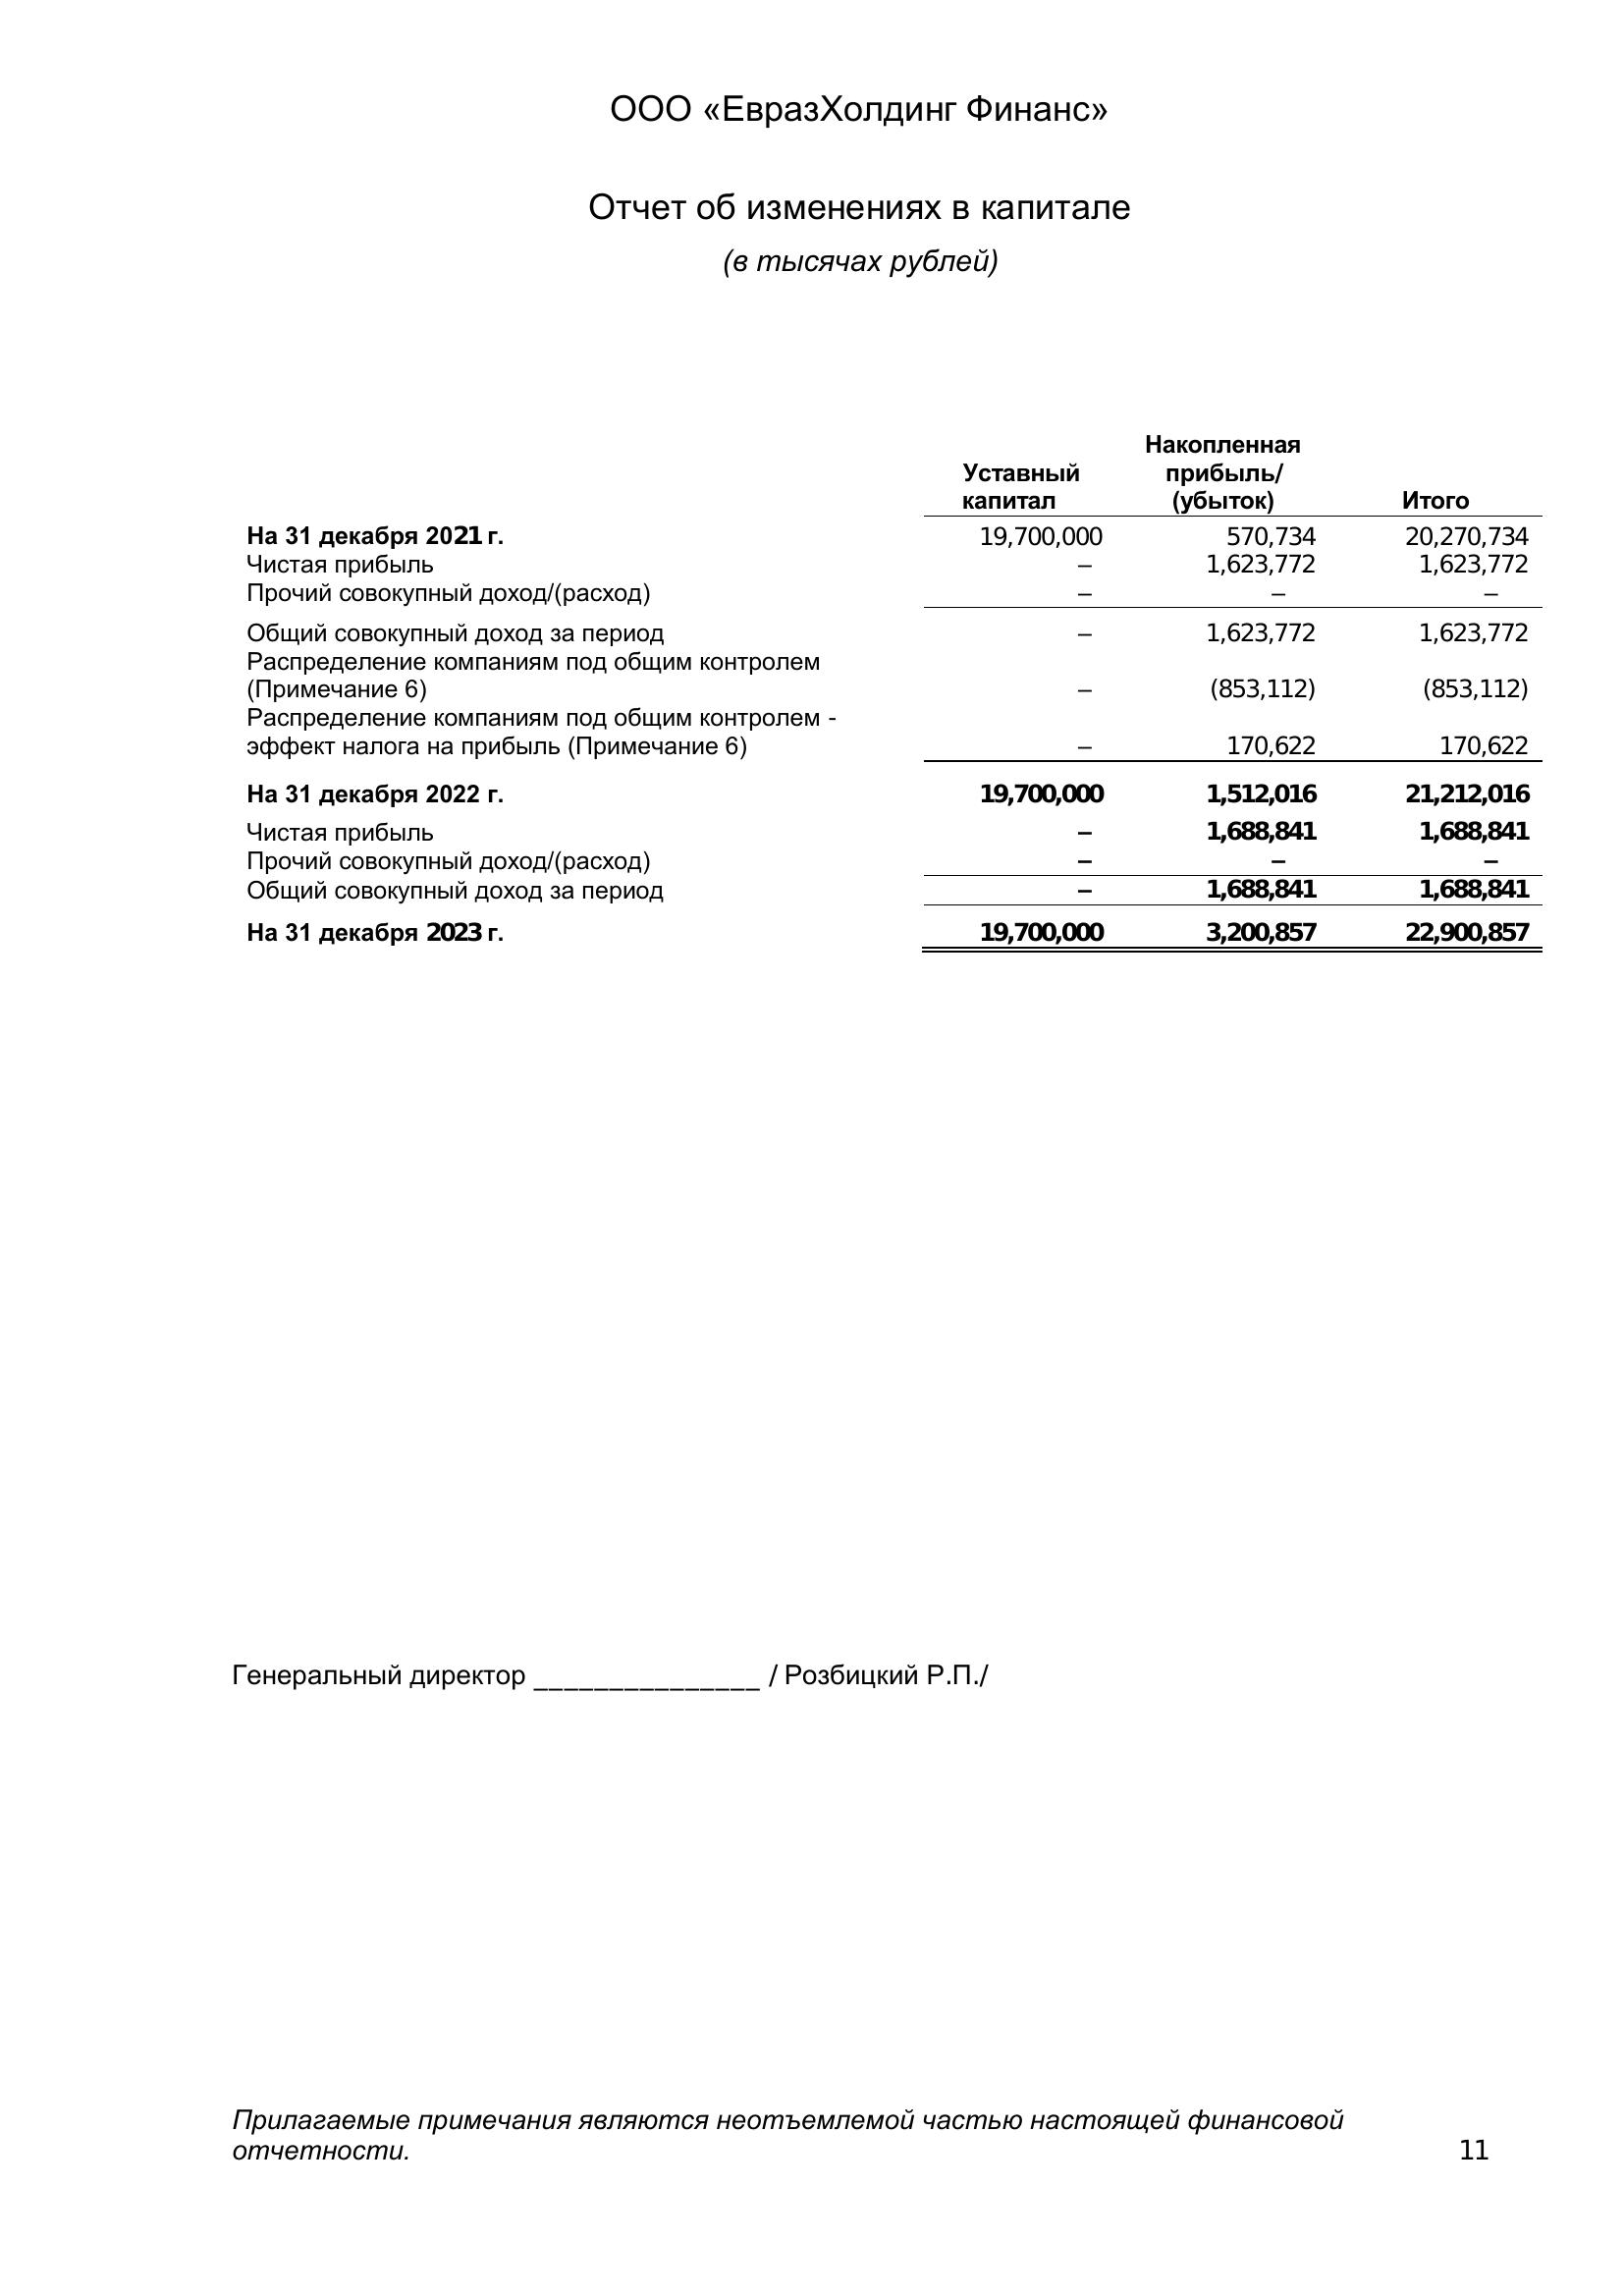 ООО «ЕвразХолдинг Финанс»
Отчет об изменениях в капитале
(в тысячах рублей)
Уставный капитал Накопленная прибыль/ (убыток) Итого
На 31 декабря 2021 г. 19,700,000 570,734 20,270,734
Чистая прибыль – 1,623,772 1,623,772
Прочий совокупный доход/(расход) – – –
Общий совокупный доход за период – 1,623,772 1,623,772
Распределение компаниям под общим контролем
(Примечание 6) – (853,112) (853,112)
Распределение компаниям под общим контролем -
эффект налога на прибыль (Примечание 6) – 170,622 170,622
На 31 декабря 2022 г. 19,700,000 1,512,016 21,212,016
Чистая прибыль – 1,688,841 1,688,841
Прочий совокупный доход/(расход) – – –
Общий совокупный доход за период – 1,688,841 1,688,841
На 31 декабря 2023 г. 19,700,000 3,200,857 22,900,857
Генеральный директор _______________ / Розбицкий Р.П./
Прилагаемые примечания являются неотъемлемой частью настоящей финансовой
отчетности. 11